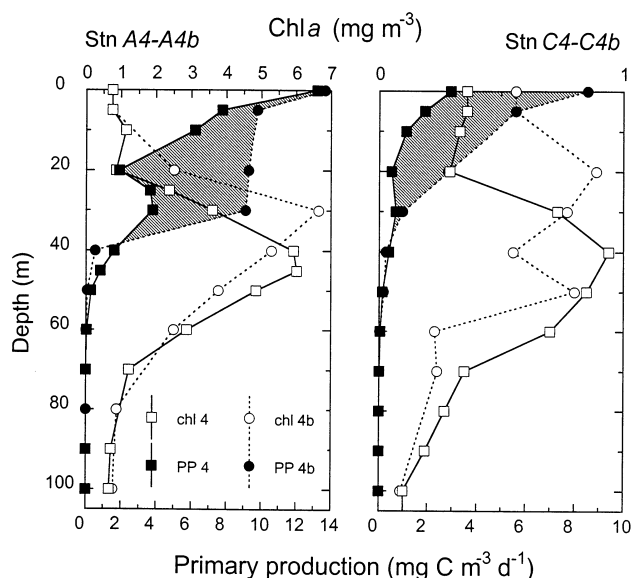 Chl a (mg m-3)
Stn A4-A4b
Stn C4-C4b
0 1 2 3 4 5 6 7
0 1
0
20
40
60
80
100
Depth (m)
chl 4
chl 4b
PP 4
PP 4b
0 2 4 6 8 10 12 14
0 2 4 6 8 10
Primary production (mg C m-3 d-1)